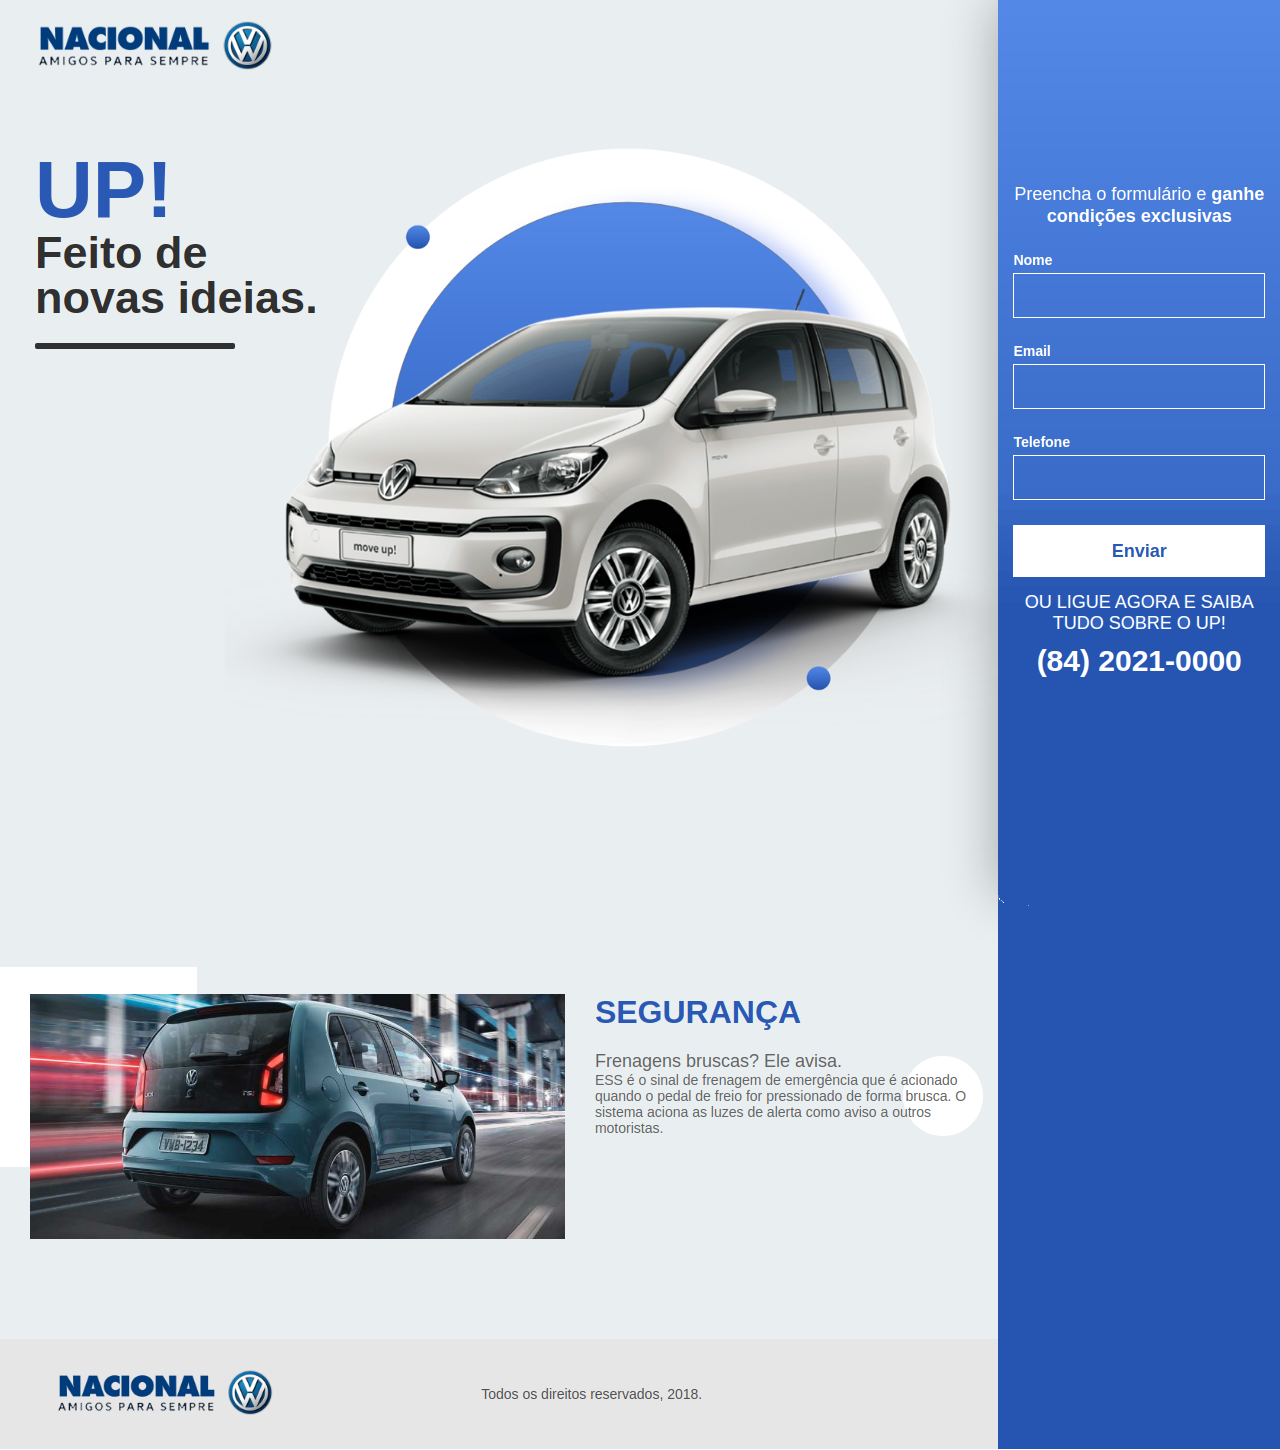 NACIONAL
AMIGOS PARA SEMPRE
UP!
Feito de
novas ideias.
move
move up!
Preencha o formulário e ganhe
condições exclusivas
Nome
Email
Telefone
Enviar
OU LIGUE AGORA E SAIBA
TUDO SOBRE O UP!
(84) 2021-0000
SEGURANÇA
Frenagens bruscas? Ele avisa.
ESS é o sinal de frenagem de emergência que é acionado
quando o pedal de freio for pressionado de forma brusca. O
sistema aciona as luzes de alerta como aviso a outros
motoristas.
VWB-1234
NACIONAL
AMIGOS PARA SEMPRE
Todos os direitos reservados, 2018.